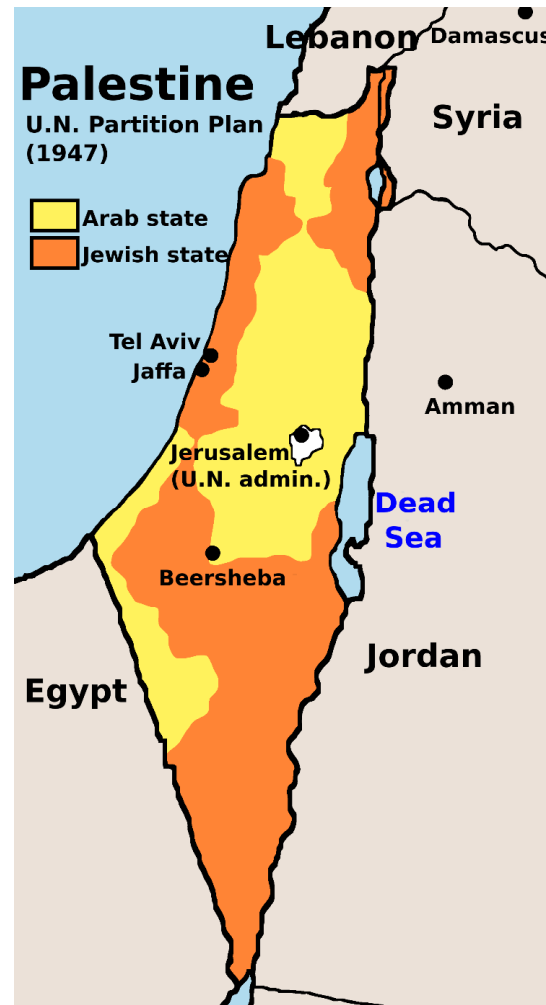 Lebanon
Damascus
Palestine
U.N. Partition Plan
(1947)
Syria
Arab state
Jewish state
Tel Aviv
Jaffa
Amman
Jerusalem
(U.N. admin.)
Dead
Sea
Beersheba
Jordan
Egypt